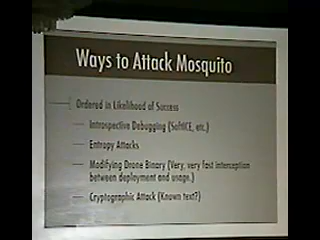 Ways to Attack Mosquito
Ordered in Likelihood of Success
Introspective Debugging (SoftICE, etc.)
Entropy Attacks
Modifying Drone Binary (Very, very fast interception
between deployment and usage.)
Cryptographic Attack (Known text?)